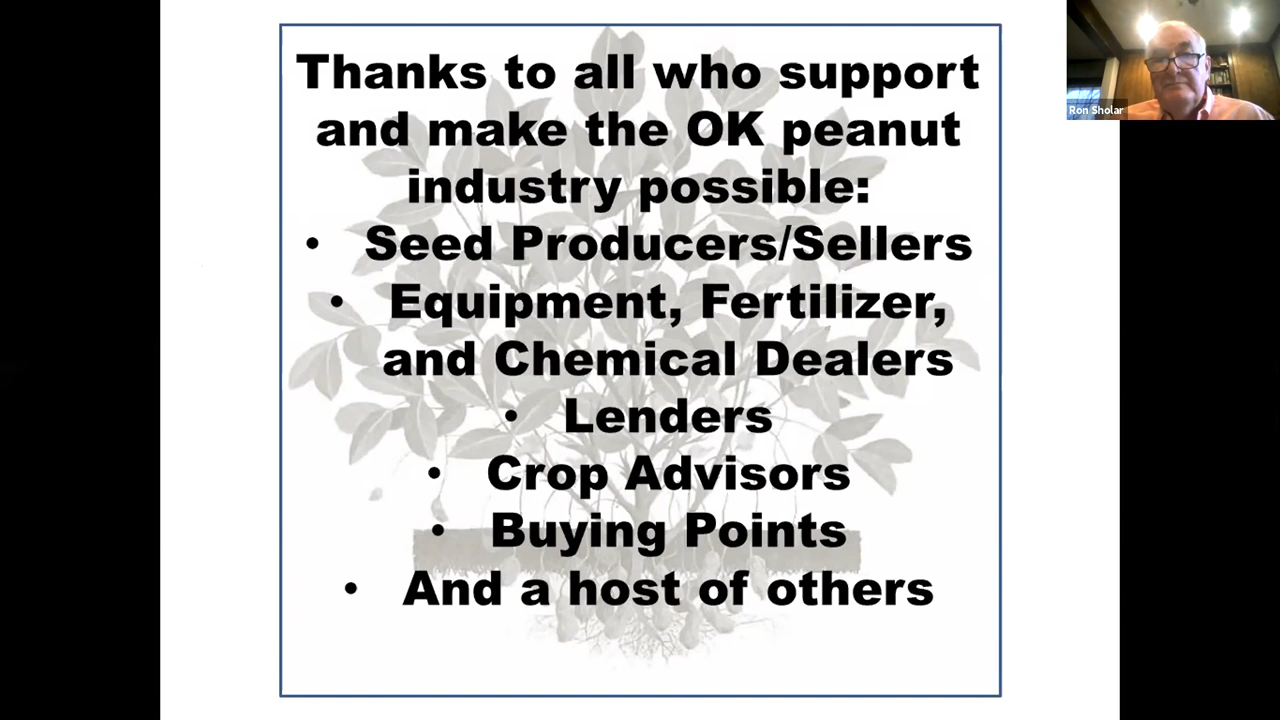 Thanks to all who support
and make the OK peanut
industry possible:
• Seed Producers/Sellers
• Equipment, Fertilizer,
and Chemical Dealers
• Lenders
• Crop Advisors
• Buying Points
• And a host of others
Ron Sholar